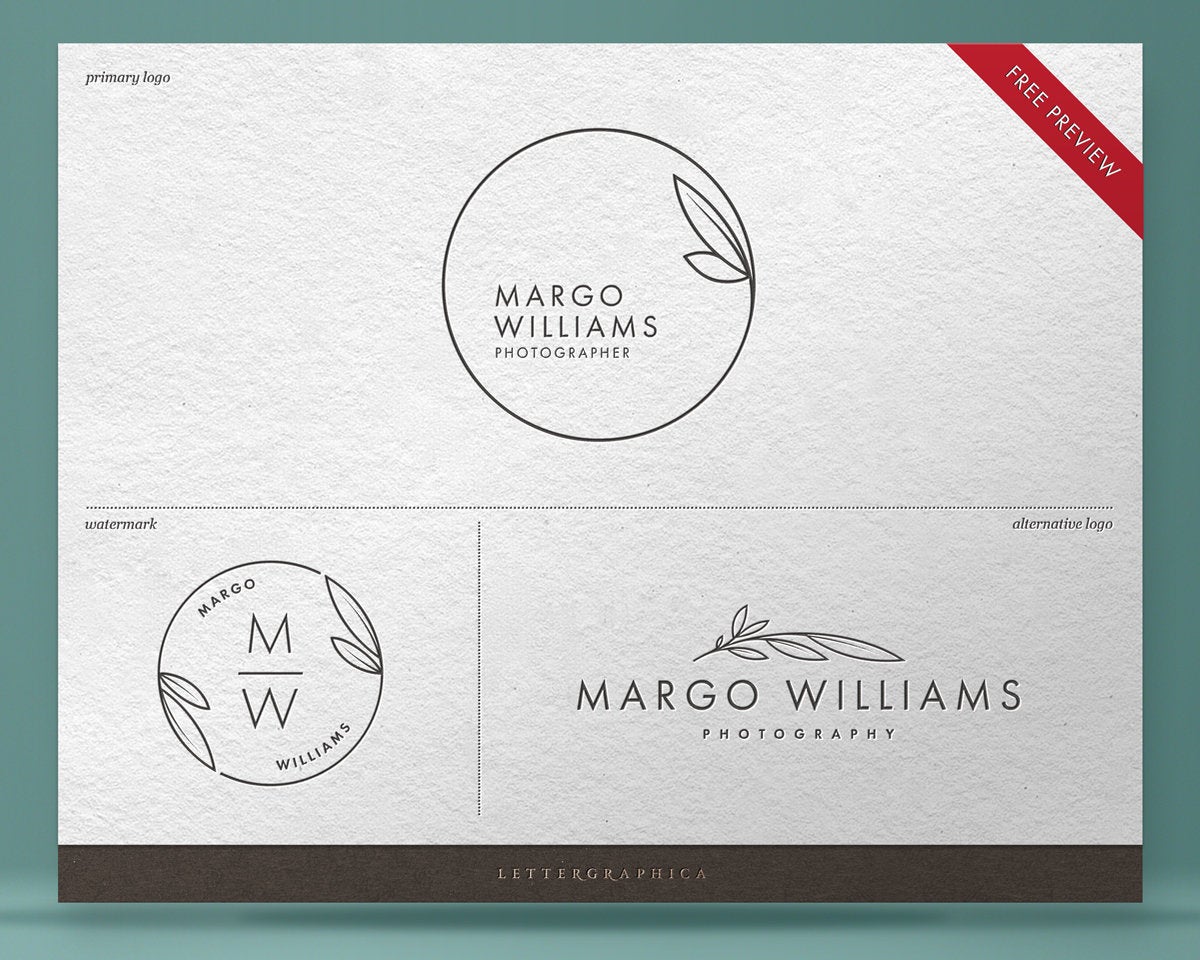 primary logo
FREE PREVIEW
MARGO
WILLIAMS
PHOTOGRAPHER
watermark
alternative logo
MARGO
M
W
WILLIAMS
MARGO WILLIAMS
PHOTOGRAPHY
LETTERGRAPHICA